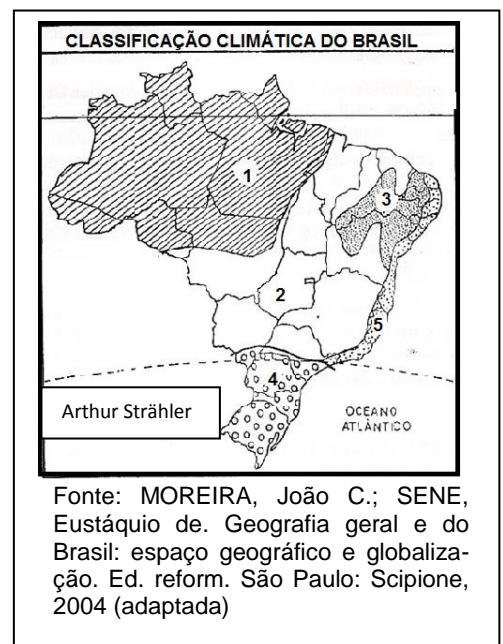 CLASSIFICAÇÃO CLIMÁTICA DO BRASIL
1
3
2
5
4
Arthur Strähler
OCEANO
ATLÂNTICO
Fonte: MOREIRA, João C.; SENE,
Eustáquio de. Geografia geral e do
Brasil: espaço geográfico e globaliza-
ção. Ed. reform. São Paulo: Scipione,
2004 (adaptada)